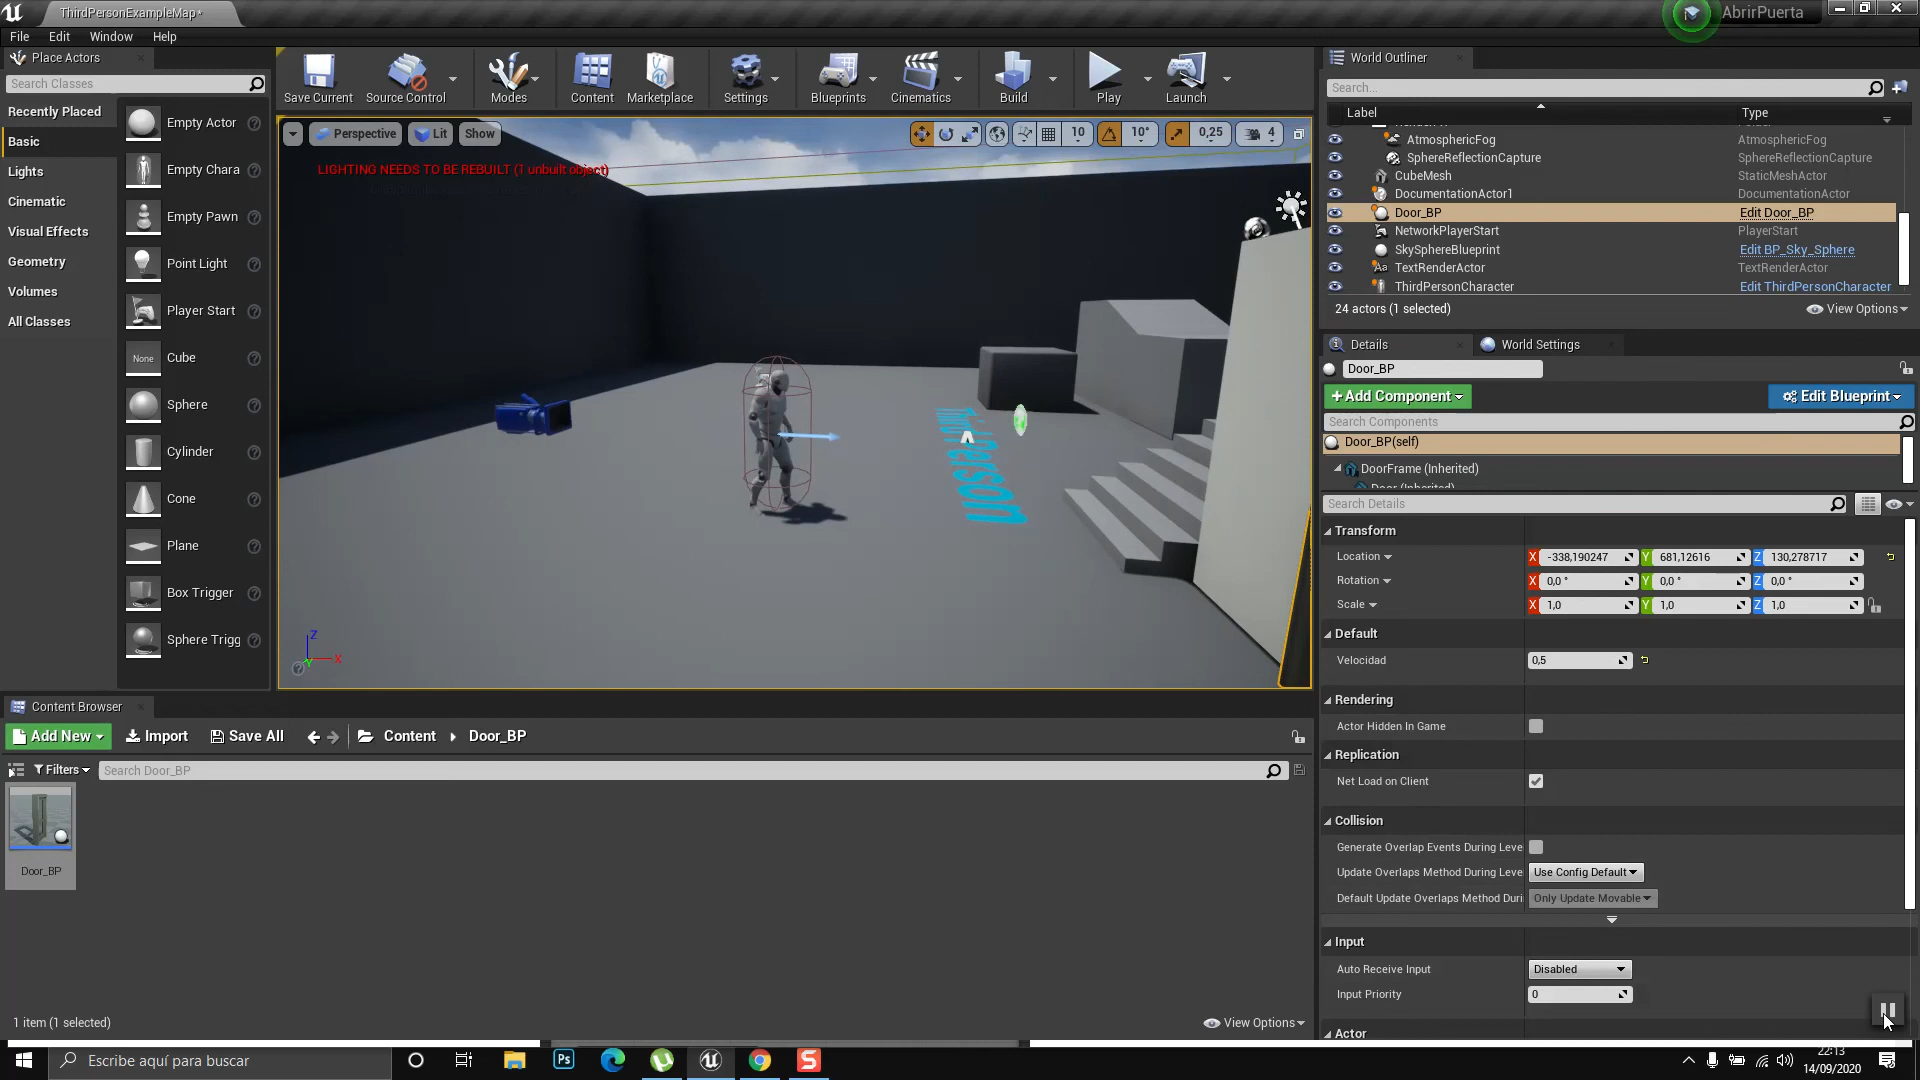 ThirdPersonExampleMap*
AbrirPuerta
File Edit Window Help
Place Actors
Search Classes
Recently Placed
Basic
Lights
Cinematic
Visual Effects
Geometry
Volumes
All Classes
Empty Actor
Empty Chara
Empty Pawn
Point Light
Player Start
None Cube
Sphere
Cylinder
Cone
Plane
Box Trigger
Sphere Trigg
Save Current
Source Control
Modes
Content
Marketplace
Settings
Blueprints
Cinematics
Build
Play
Launch
Perspective Lit Show
10 10° 0,25 4
LIGHTING NEEDS TO BE REBUILT (1 unbuilt object)
Z
X
Y
World Outliner
Search...
Label Type
AtmosphericFog AtmosphericFog
SphereReflectionCapture SphereReflectionCapture
CubeMesh StaticMeshActor
DocumentationActor1 DocumentationActor
Door_BP Edit Door_BP
NetworkPlayerStart PlayerStart
SkySphereBlueprint Edit BP_Sky_Sphere
TextRenderActor TextRenderActor
ThirdPersonCharacter Edit ThirdPersonCharacter
24 actors (1 selected)
View Options
Details World Settings
Door_BP
+Add Component
Edit Blueprint
Search Components
Door_BP(self)
DoorFrame (Inherited)
Door (Inherited)
Search Details
Transform
Location X -338,190247 Y 681,12616 Z 130,278717
Rotation X 0,0 ° Y 0,0 ° Z 0,0 °
Scale X 1,0 Y 1,0 Z 1,0
Default
Velocidad 0,5
Rendering
Actor Hidden In Game
Replication
Net Load on Client
Collision
Generate Overlap Events During Leve
Update Overlaps Method During Leve Use Config Default
Default Update Overlaps Method Duri Only Update Movable
Input
Auto Receive Input Disabled
Input Priority 0
Actor
Content Browser
Add New Import Save All Content Door_BP
Filters Search Door_BP
Door_BP
1 item (1 selected)
View Options
Escribe aquí para buscar
Ps
S
22:13
14/09/2020